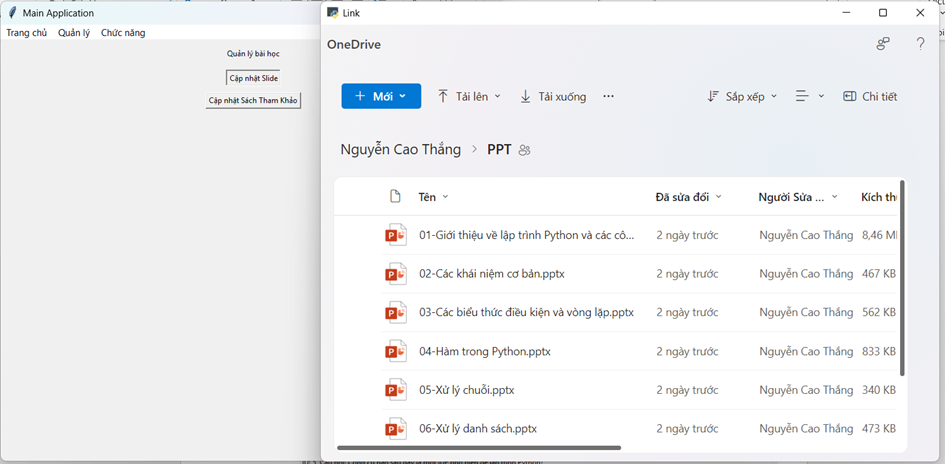 Main Application
Trang chủ Quản lý Chức năng
Quản lý bài học
Cập nhật Slide
Cập nhật Sách Tham Khảo
Link
OneDrive
Mới Tải lên Tải xuống ... Sắp xếp Chi tiết
Nguyễn Cao Thắng > PPT
Tên Đã sửa đổi Người Sửa ... Kích
01-Giới thiệu về lập trình Python và các cô... 2 ngày trước Nguyễn Cao Thắng 8,46
02-Các khái niệm cơ bản.pptx 2 ngày trước Nguyễn Cao Thắng 467 KB
03-Các biểu thức điều kiện và vòng lặp.pptx 2 ngày trước Nguyễn Cao Thắng 562 KB
04-Hàm trong Python.pptx 2 ngày trước Nguyễn Cao Thắng 833 KB
05-Xử lý chuỗi.pptx 2 ngày trước Nguyễn Cao Thắng 340 KB
06-Xử lý danh sách.pptx 2 ngày trước Nguyễn Cao Thắng 473 KB